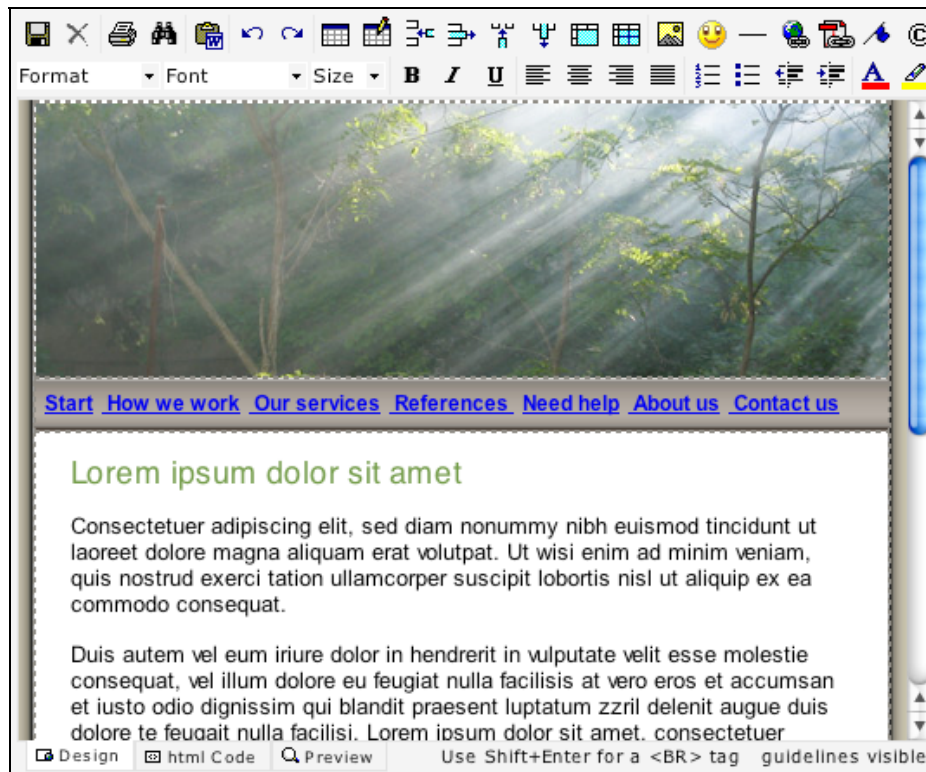 Format Font Size B I U A
©
Start How we work Our services References Need help About us Contact us
Lorem ipsum dolor sit amet
Consectetuer adipiscing elit, sed diam nonummy nibh euismod tincidunt ut
laoreet dolore magna aliquam erat volutpat. Ut wisi enim ad minim veniam,
quis nostrud exerci tation ullamcorper suscipit lobortis nisl ut aliquip ex ea
commodo consequat.
Duis autem vel eum iriure dolor in hendrerit in vulputate velit esse molestie
consequat, vel illum dolore eu feugiat nulla facilisis at vero eros et accumsan
et iusto odio dignissim qui blandit praesent luptatum zzril delenit augue duis
dolore te feugait nulla facilisi. Lorem ipsum dolor sit amet, consectetuer
Design html Code Preview Use Shift+Enter for a <BR> tag guidelines visible